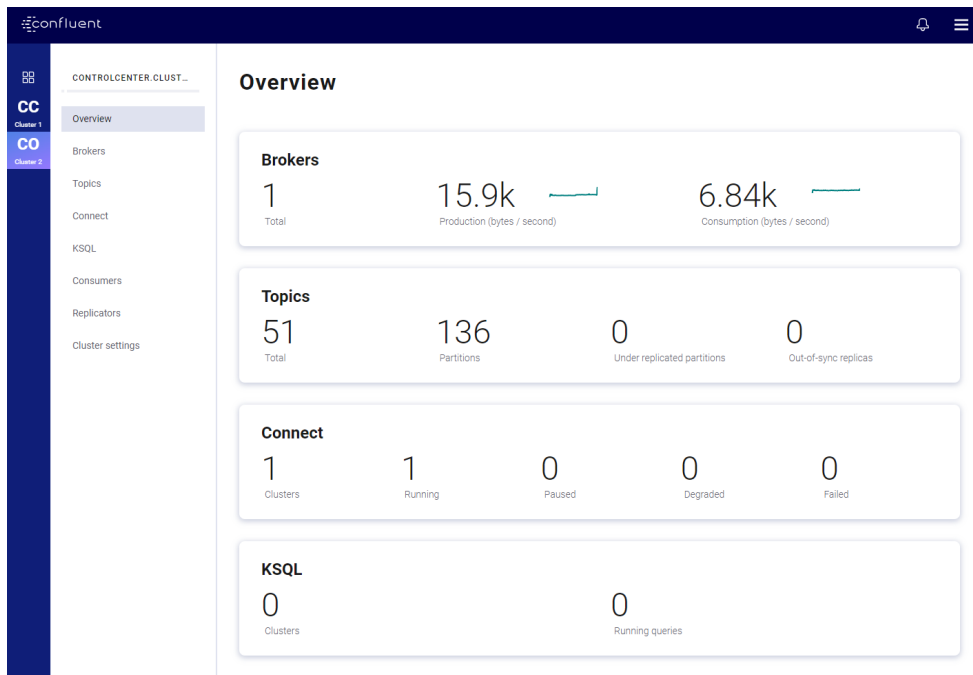 confluent
CC
Cluster 1
CO
Cluster 2
CONTROLCENTER.CLUST...
Overview
Brokers
Topics
Connect
KSQL
Consumers
Replicators
Cluster settings
Overview
Brokers
1 15.9k 6.84k
Total Production (bytes / second) Consumption (bytes / second)
Topics
51 136 0 0
Total Partitions Under replicated partitions Out-of-sync replicas
Connect
1 1 0 0 0
Clusters Running Paused Degraded Failed
KSQL
0 0
Clusters Running queries